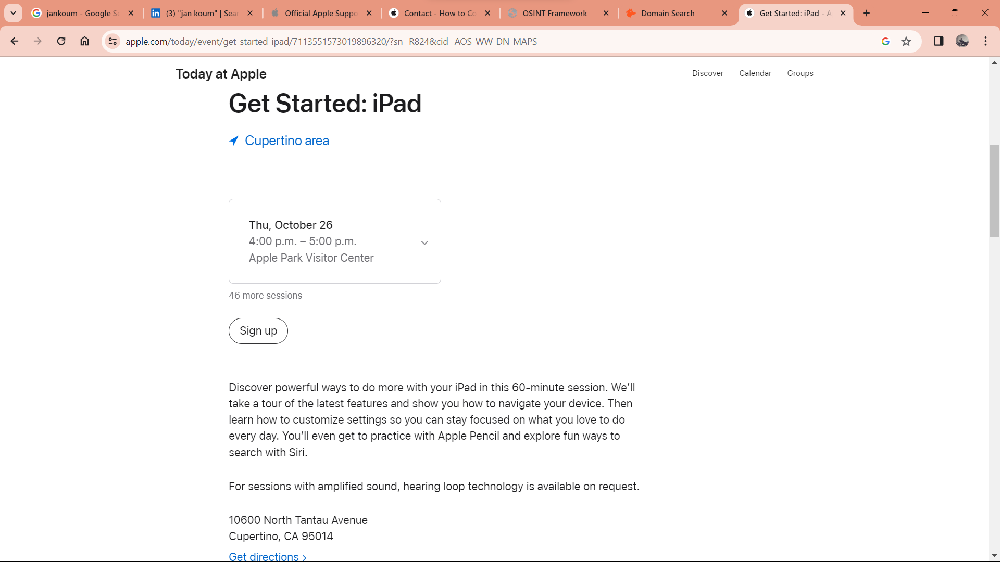 jankoum - Google Se
(3) "jan koum" | Sear
Official Apple Suppo
Contact - How to Co
OSINT Framework
Domain Search
Get Started: iPad - A
apple.com/today/event/get-started-ipad/7113551573019896320/?sn=R824&cid=AOS-WW-DN-MAPS
Today at Apple
Discover
Calendar
Groups
Get Started: iPad
Cupertino area
Thu, October 26
4:00 p.m. – 5:00 p.m.
Apple Park Visitor Center
46 more sessions
Sign up
Discover powerful ways to do more with your iPad in this 60-minute session. We’ll
take a tour of the latest features and show you how to navigate your device. Then
learn how to customize settings so you can stay focused on what you love to do
every day. You’ll even get to practice with Apple Pencil and explore fun ways to
search with Siri.
For sessions with amplified sound, hearing loop technology is available on request.
10600 North Tantau Avenue
Cupertino, CA 95014
Get directions >